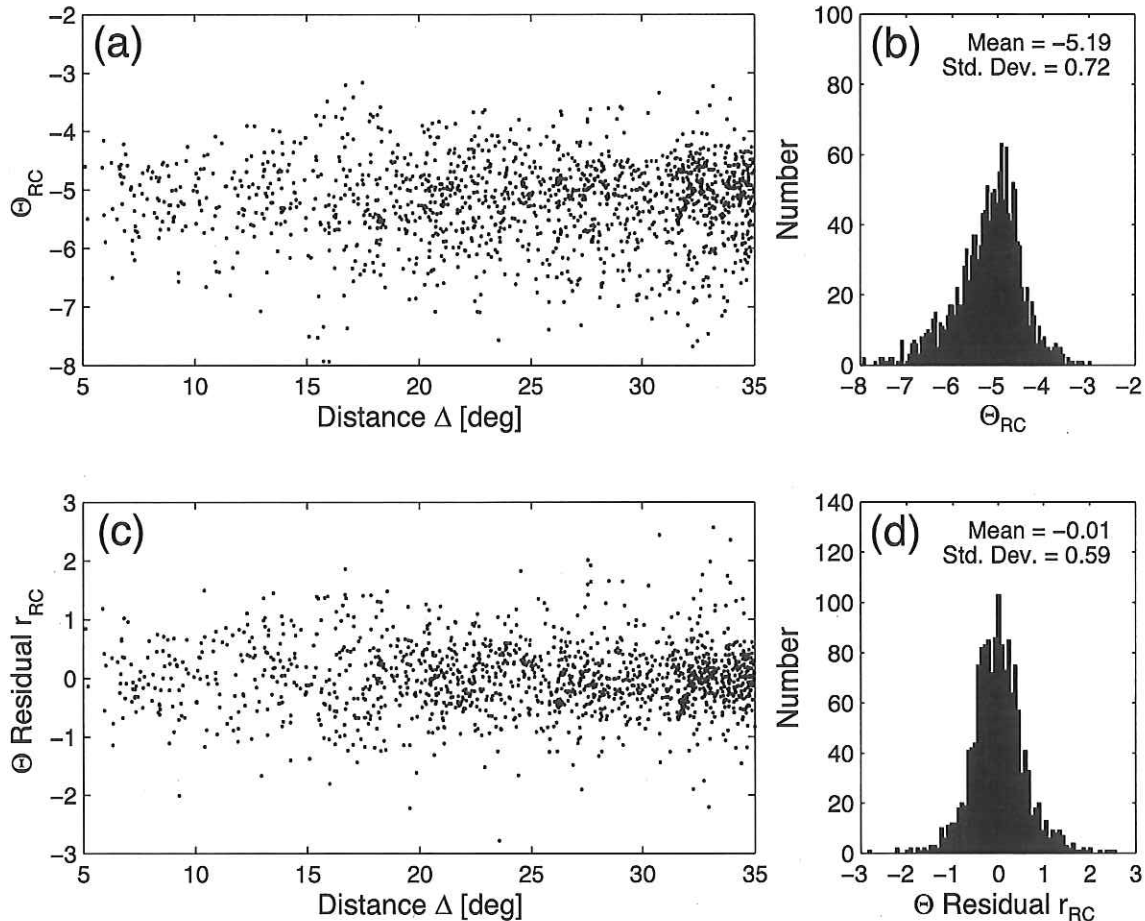 (a)
−2
−3
−4
−5
−6
−7
−8
Θ_RC
5 10 15 20 25 30 35
Distance Δ [deg]
(b)
Mean = −5.19
Std. Dev. = 0.72
100
80
60
40
20
0
Number
−8 −7 −6 −5 −4 −3 −2
Θ_RC
(c)
3
2
1
0
−1
−2
−3
Θ Residual r_RC
5 10 15 20 25 30 35
Distance Δ [deg]
(d)
Mean = −0.01
Std. Dev. = 0.59
140
120
100
80
60
40
20
0
Number
−3 −2 −1 0 1 2 3
Θ Residual r_RC